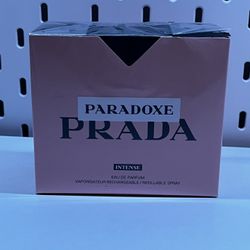 PARADOXE
PRADA
INTENSE
EAU DE PARFUM
VAPORISATEUR RECHARGEABLE / REFILLABLE SPRAY